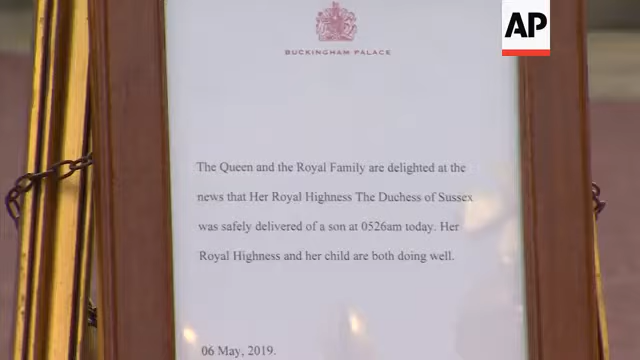 AP
BUCKINGHAM PALACE
The Queen and the Royal Family are delighted at the
news that Her Royal Highness The Duchess of Sussex
was safely delivered of a son at 0526am today. Her
Royal Highness and her child are both doing well.
06 May, 2019.